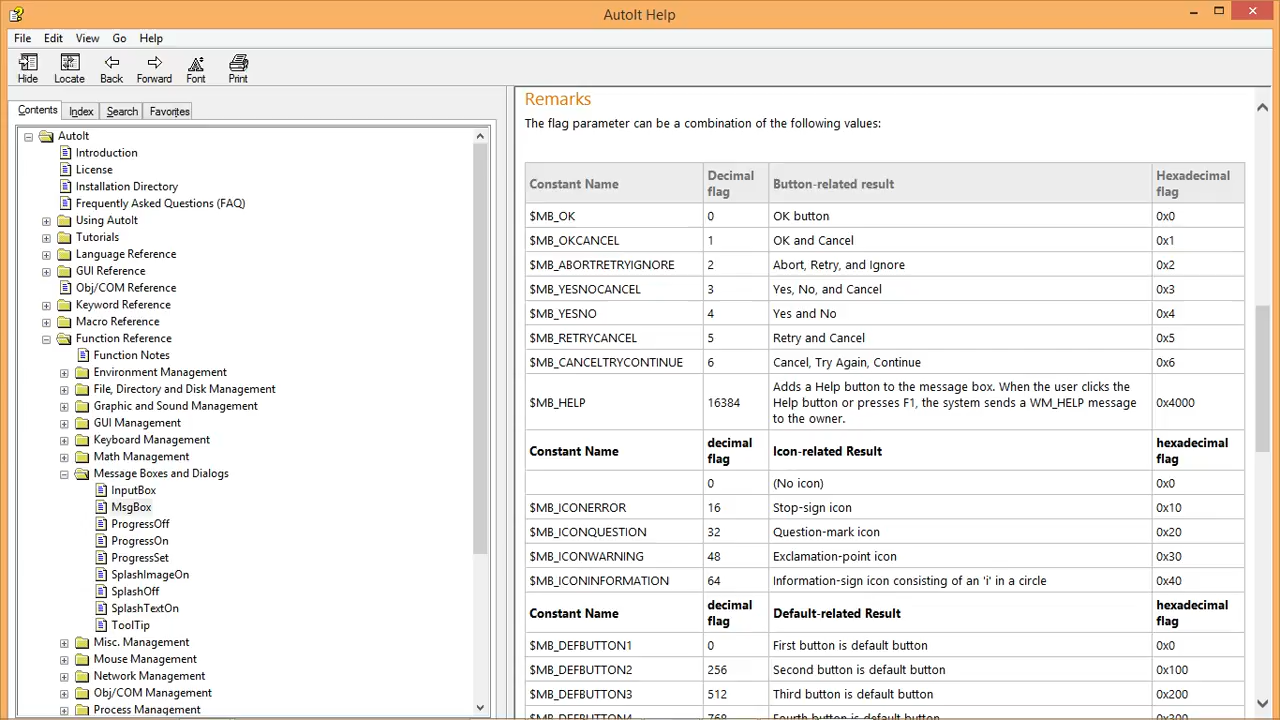 AutoIt Help
File Edit View Go Help
Hide Locate Back Forward Font Print
Contents Index Search Favorites
AutoIt
Introduction
License
Installation Directory
Frequently Asked Questions (FAQ)
Using AutoIt
Tutorials
Language Reference
GUI Reference
Obj/COM Reference
Keyword Reference
Macro Reference
Function Reference
Function Notes
Environment Management
File, Directory and Disk Management
Graphic and Sound Management
GUI Management
Keyboard Management
Math Management
Message Boxes and Dialogs
InputBox
MsgBox
ProgressOff
ProgressOn
ProgressSet
SplashImageOn
SplashOff
SplashTextOn
ToolTip
Misc. Management
Mouse Management
Network Management
Obj/COM Management
Process Management
Remarks
The flag parameter can be a combination of the following values:
Constant Name Decimal flag Button-related result Hexadecimal flag
$MB_OK 0 OK button 0x0
$MB_OKCANCEL 1 OK and Cancel 0x1
$MB_ABORTRETRYIGNORE 2 Abort, Retry, and Ignore 0x2
$MB_YESNOCANCEL 3 Yes, No, and Cancel 0x3
$MB_YESNO 4 Yes and No 0x4
$MB_RETRYCANCEL 5 Retry and Cancel 0x5
$MB_CANCELTRYCONTINUE 6 Cancel, Try Again, Continue 0x6
$MB_HELP 16384 Adds a Help button to the message box. When the user clicks the
Help button or presses F1, the system sends a WM_HELP message
to the owner. 0x4000
Constant Name decimal flag Icon-related Result hexadecimal flag
0 (No icon) 0x0
$MB_ICONERROR 16 Stop-sign icon 0x10
$MB_ICONQUESTION 32 Question-mark icon 0x20
$MB_ICONWARNING 48 Exclamation-point icon 0x30
$MB_ICONINFORMATION 64 Information-sign icon consisting of an 'i' in a circle 0x40
Constant Name decimal flag Default-related Result hexadecimal flag
$MB_DEFBUTTON1 0 First button is default button 0x0
$MB_DEFBUTTON2 256 Second button is default button 0x100
$MB_DEFBUTTON3 512 Third button is default button 0x200
$MB_DEFBUTTON4 768 Fourth button is default button 0x300